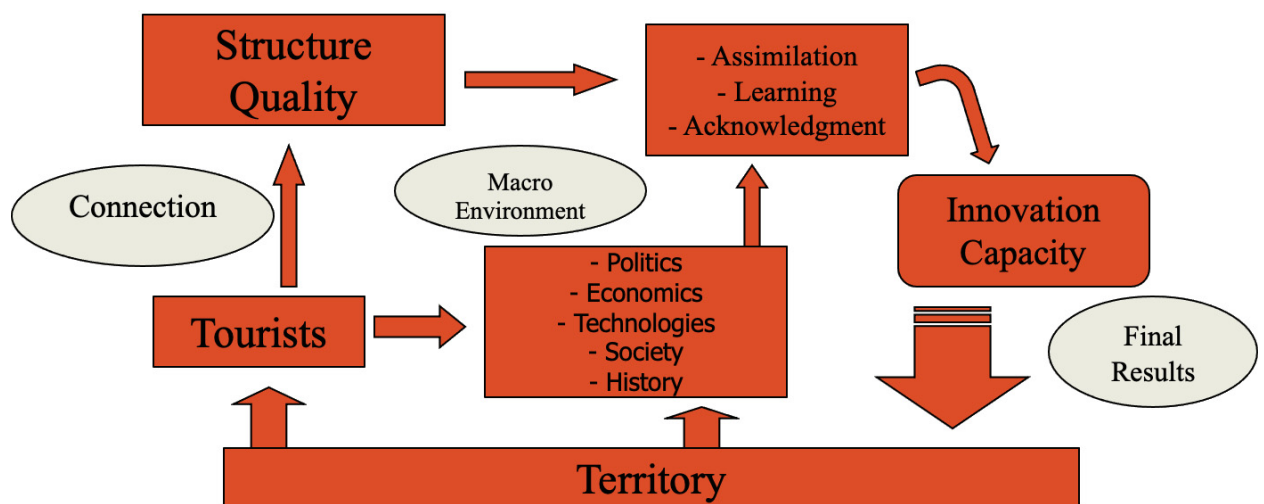 Structure
Quality
- Assimilation
- Learning
- Acknowledgment
Connection
Macro
Environment
Innovation
Capacity
- Politics
- Economics
- Technologies
- Society
- History
Tourists
Final
Results
Territory